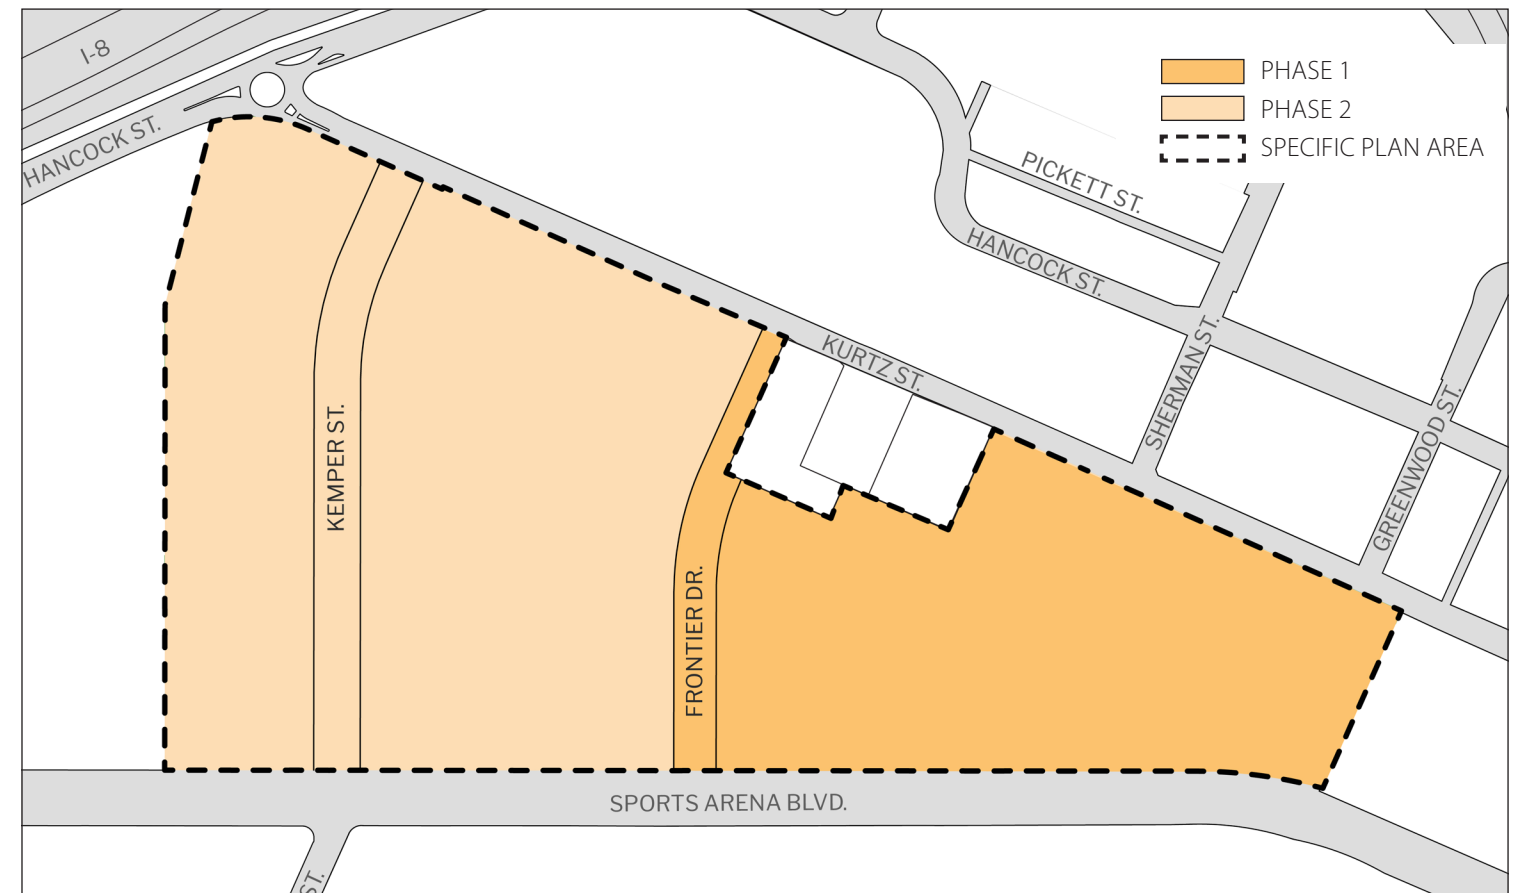 I-8
PHASE 1
PHASE 2
SPECIFIC PLAN AREA
HANCOCK ST.
PICKETT ST.
HANCOCK ST.
KURTZ ST.
SHERMAN ST.
GREENWOOD ST.
KEMPER ST.
FRONTIER DR.
SPORTS ARENA BLVD.
ST.